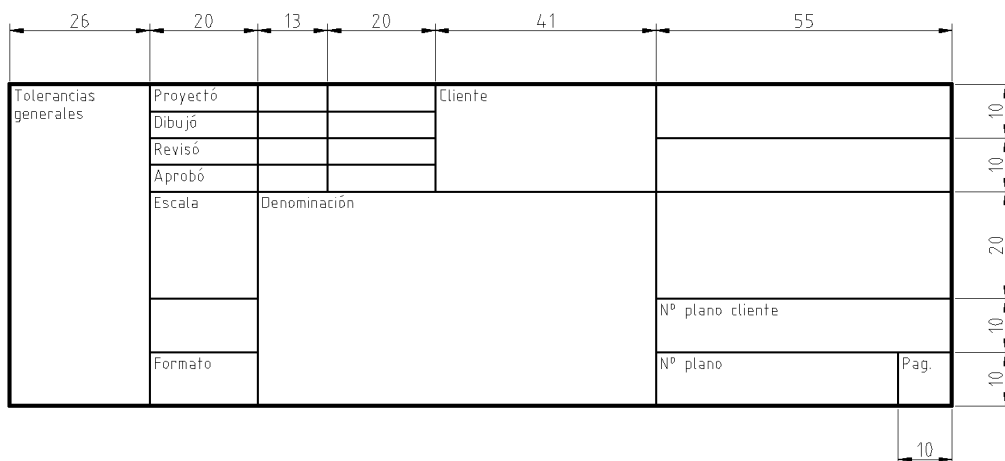 26 20 13 20 41 55
Tolerancias
generales
Proyectó
Cliente
10
Dibujó
Revisó
10
Aprobó
Escala
Denominación
20
Nº plano cliente
10
Formato
Nº plano
Pag.
10
10